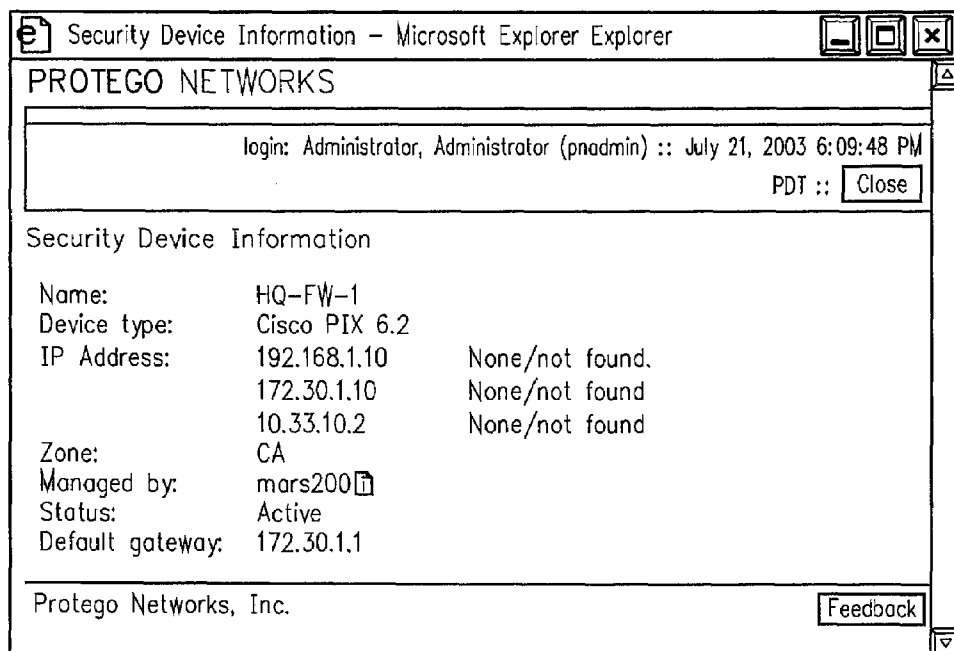 Security Device Information – Microsoft Explorer Explorer
PROTEGO NETWORKS
login: Administrator, Administrator (pnadmin) :: July 21, 2003 6:09:48 PM
PDT :: Close
Security Device Information
Name: HQ–FW–1
Device type: Cisco PIX 6.2
IP Address: 192.168.1.10 None/not found.
172.30.1.10 None/not found
10.33.10.2 None/not found
Zone: CA
Managed by: mars200 i
Status: Active
Default gateway: 172.30.1.1
Protego Networks, Inc. Feedback